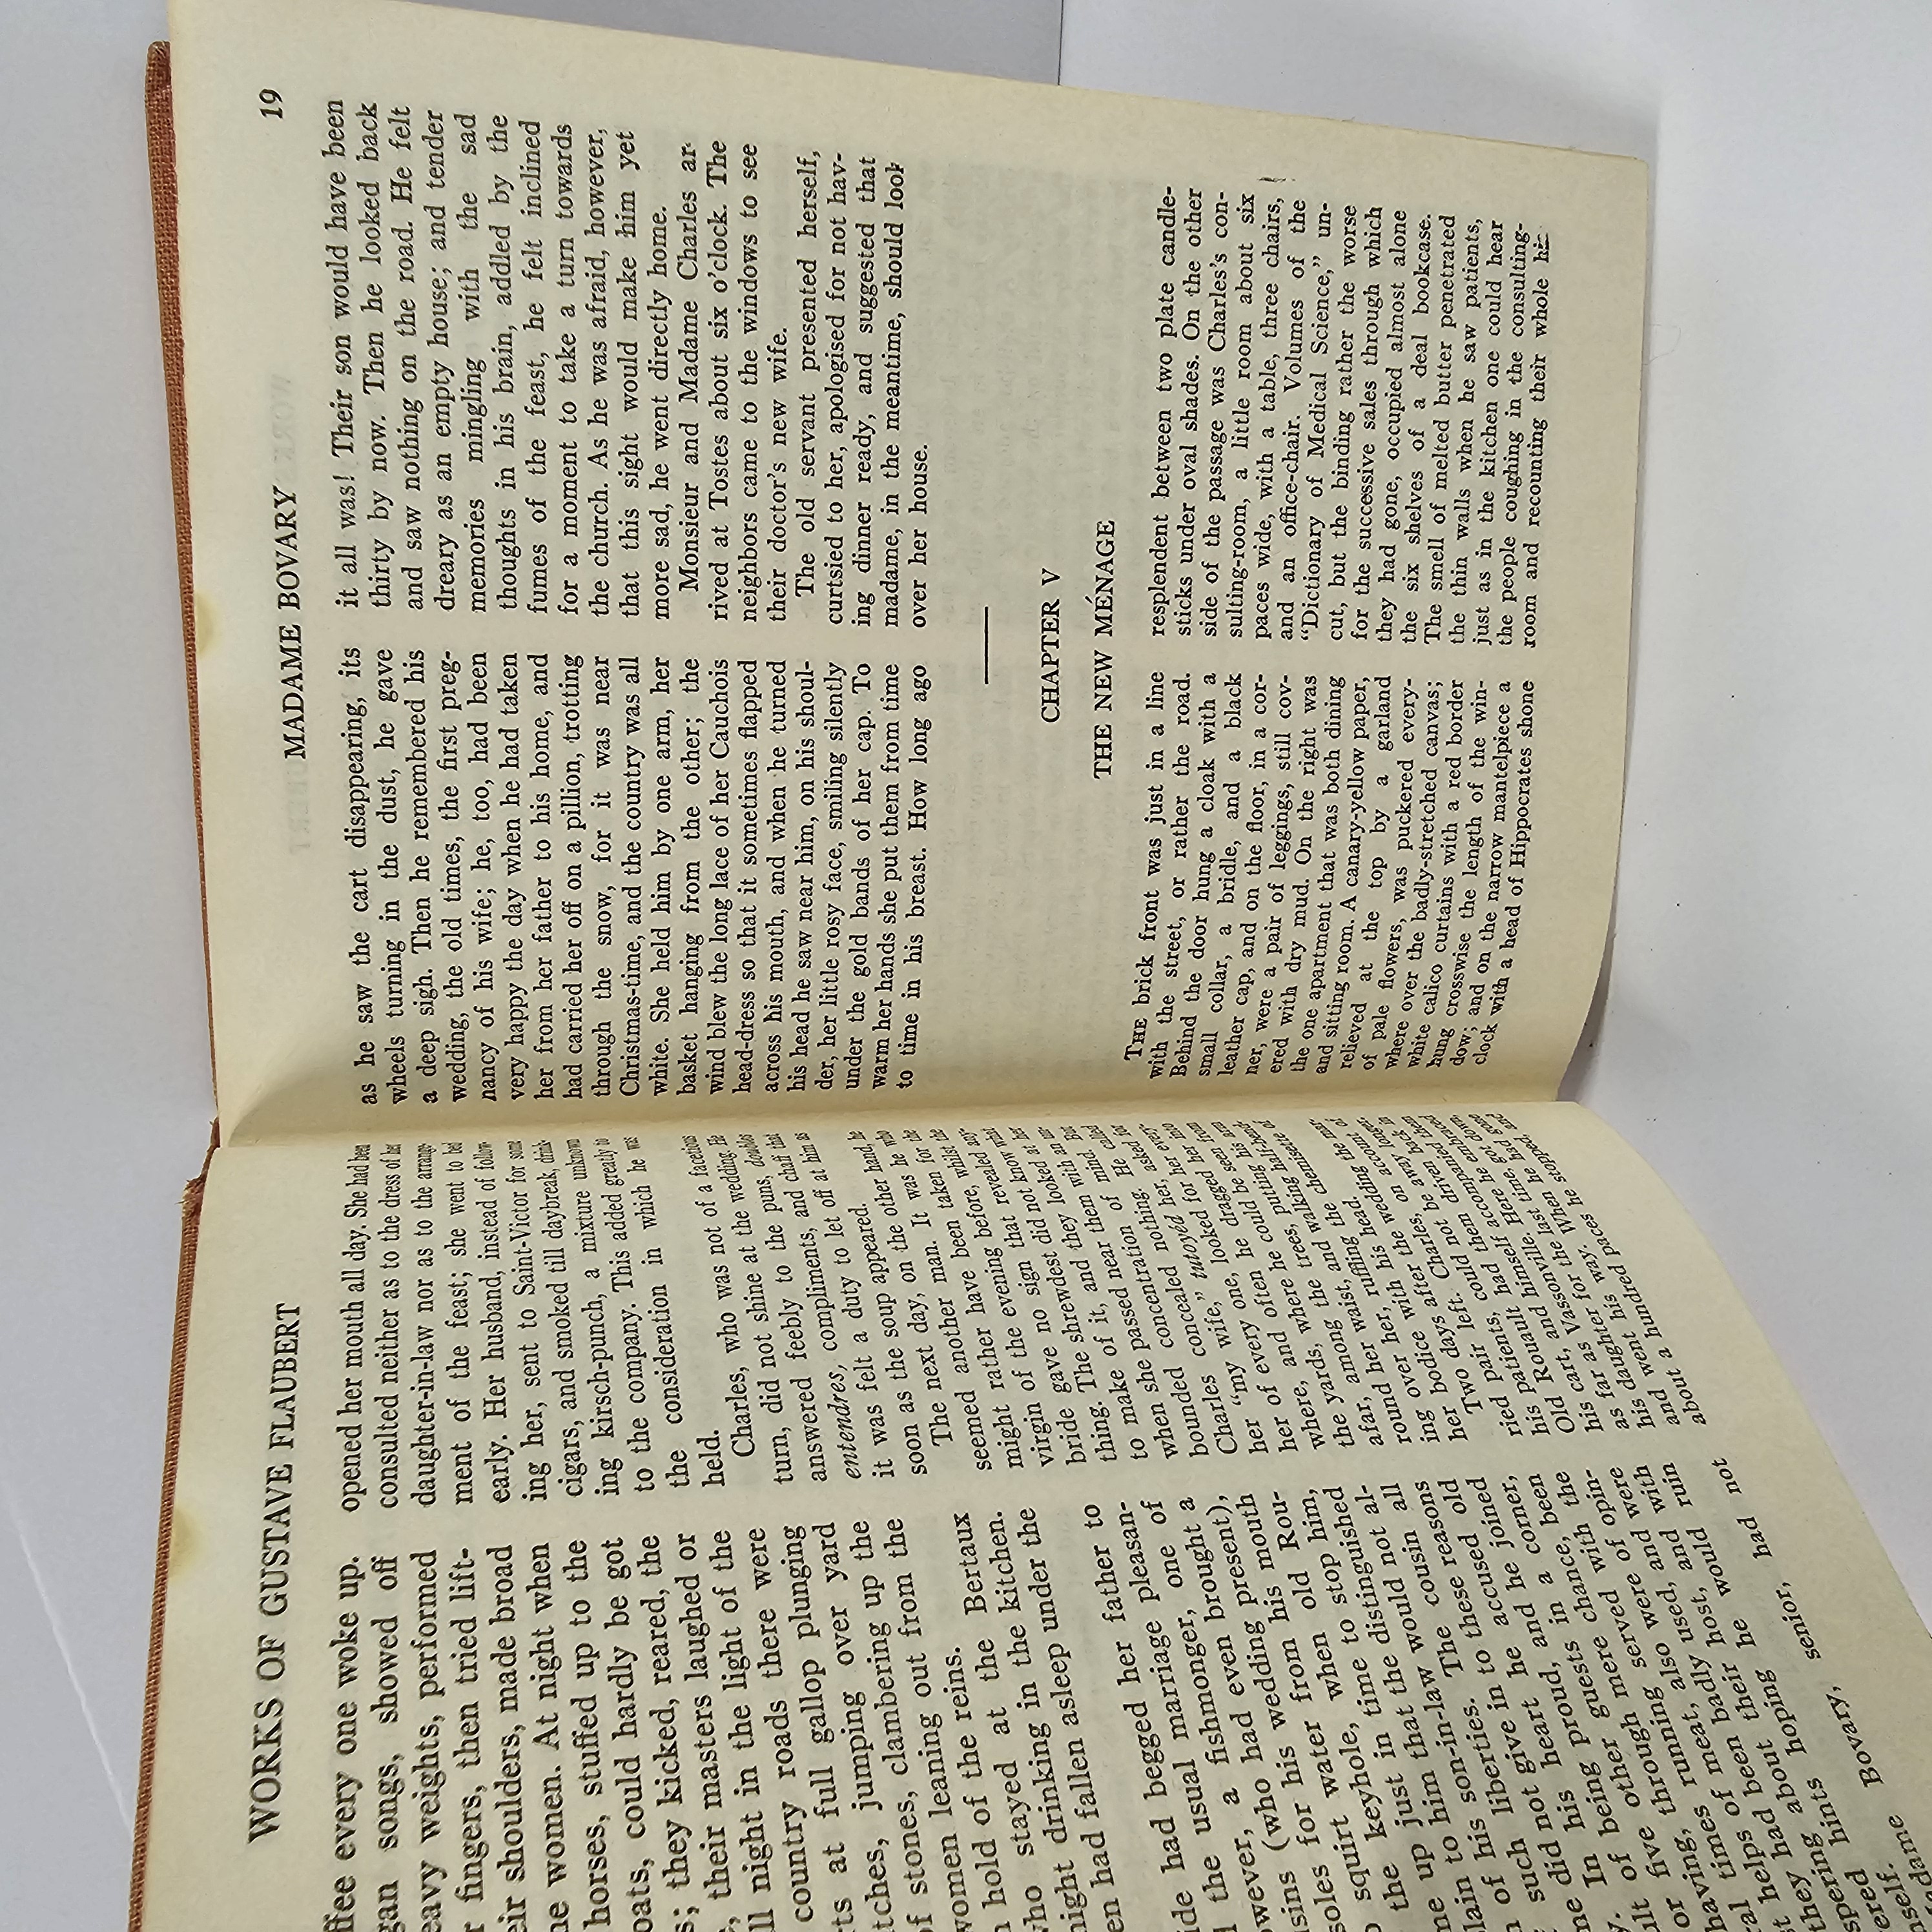 WORKS OF GUSTAVE FLAUBERT
every one woke up.
songs, showed off
weights, performed
fingers, then tried lift-
shoulders, made broad
women. At night when
horses, stuffed up to the
could hardly be got
they kicked, reared, the
their masters laughed or
night in the light of the
country roads there were
at full gallop plunging
jumping over yard
of stones, clambering up the
women leaning out from the
hold of the reins.
who stayed at the Bertaux
night drinking in the kitchen.
had fallen asleep under the
had begged her father to
the usual marriage pleasan-
however, a fishmonger, one of
(who had even brought a
soles for his wedding present),
squirt water from his mouth
the keyhole, when old Rou-
up just in time to stop him,
to him that the distinguished
of his son-in-law would not al-
such liberties. The cousin all
did not give in to these reasons
In his heart he accused old
of being proud, and he joined
or five other guests in a corner,
having, through mere chance, been
times running served with the
helps of meat, also were of opin-
they had been badly used, and were
about their host, and with
hints hoping he would ruin
Bovary, senior, had not
opened her mouth all day. She had been
consulted neither as to the dress of her
daughter-in-law nor as to the arrange-
ment of the feast; she went to bed
early. Her husband, instead of follow-
ing her, sent to Saint-Victor for some
cigars, and smoked till daybreak, drink-
ing kirsch-punch, a mixture unknown
to the company. This added greatly to
the consideration in which he was
held.
Charles, who was not of a facetious
turn, did not shine at the wedding. He
answered feebly to the puns, doubles
entendres, compliments, and chaff that
it was felt a duty to let off at him as
soon as the soup appeared.
The next day, on the other hand, he
seemed another man. It was he who
might rather have been taken for the
virgin of the evening before, whilst the
bride gave no sign that revealed any-
thing. The shrewdest did not know what
to make of it, and they looked at her
when she passed near them with an un-
bounded concentration of mind. But
Charles concealed nothing. He called
her "my wife," tutoyéd her, asked for
her of every one, looked for her every-
where, and often he dragged her into
the yards, where he could be seen from
afar, among the trees, putting his arm
round her waist, and walking half-bend-
ing over her, ruffling the chemisette of
her bodice with his head.
Two days after the wedding the mar-
ried pair left. Charles, on account of
his patients, could not be away longer.
Old Rouault had them driven back in
his cart, and himself accompanied them
as far as Vassonville. Here he embraced
his daughter for the last time, got down,
and went his way. When he had gone
about a hundred paces he stopped, and
MADAME BOVARY
19
as he saw the cart disappearing, its
wheels turning in the dust, he gave
a deep sigh. Then he remembered his
wedding, the old times, the first preg-
nancy of his wife; he, too, had been
very happy the day when he had taken
her from her father to his home, and
had carried her off on a pillion, trotting
through the snow, for it was near
Christmas-time, and the country was all
white. She held him by one arm, her
basket hanging from the other; the
wind blew the long lace of her Cauchois
head-dress so that it sometimes flapped
across his mouth, and when he turned
his head he saw near him, on his shoul-
der, her little rosy face, smiling silently
under the gold bands of her cap. To
warm her hands she put them from time
to time in his breast. How long ago
it all was! Their son would have been
thirty by now. Then he looked back
and saw nothing on the road. He felt
dreary as an empty house; and tender
memories mingling with the sad
thoughts in his brain, addled by the
fumes of the feast, he felt inclined
for a moment to take a turn towards
the church. As he was afraid, however,
that this sight would make him yet
more sad, he went directly home.
Monsieur and Madame Charles ar-
rived at Tostes about six o'clock. The
neighbors came to the windows to see
their doctor's new wife.
The old servant presented herself,
curtsied to her, apologised for not hav-
ing dinner ready, and suggested that
madame, in the meantime, should look
over her house.
CHAPTER V
THE NEW MÉNAGE
THE brick front was just in a line
with the street, or rather the road.
Behind the door hung a cloak with a
small collar, a bridle, and a black
leather cap, and on the floor, in a cor-
ner, were a pair of leggings, still cov-
ered with dry mud. On the right was
the one apartment that was both dining
and sitting room. A canary-yellow paper,
relieved at the top by a garland
of pale flowers, was puckered every-
where over the badly-stretched canvas;
white calico curtains with a red border
hung crosswise the length of the win-
dow; and on the narrow mantelpiece a
clock with a head of Hippocrates shone
resplendent between two plate candle-
sticks under oval shades. On the other
side of the passage was Charles's con-
sulting-room, a little room about six
paces wide, with a table, three chairs,
and an office-chair. Volumes of the
"Dictionary of Medical Science," un-
cut, but the binding rather the worse
for the successive sales through which
they had gone, occupied almost alone
the six shelves of a deal bookcase.
The smell of melted butter penetrated
the thin walls when he saw patients,
just as in the kitchen one could hear
the people coughing in the consulting-
room and recounting their whole